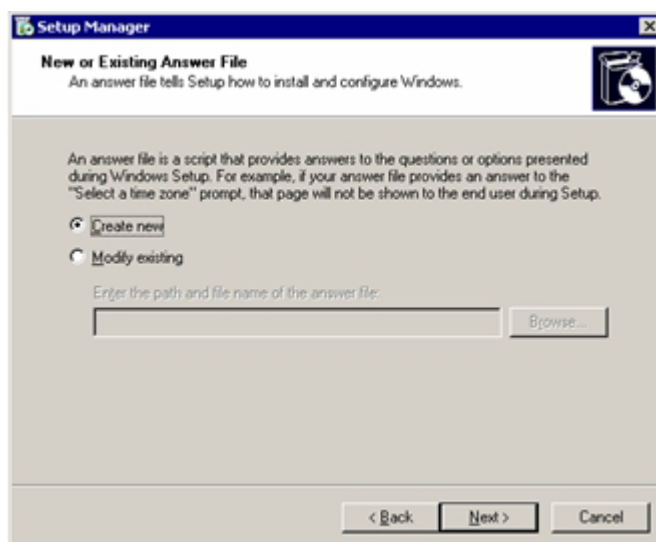 Setup Manager
New or Existing Answer File
An answer file tells Setup how to install and configure Windows.
An answer file is a script that provides answers to the questions or options presented
during Windows Setup. For example, if your answer file provides an answer to the
"Select a time zone" prompt, that page will not be shown to the end user during Setup.
Create new
Modify existing
Enter the path and file name of the answer file:
Browse...
< Back
Next >
Cancel